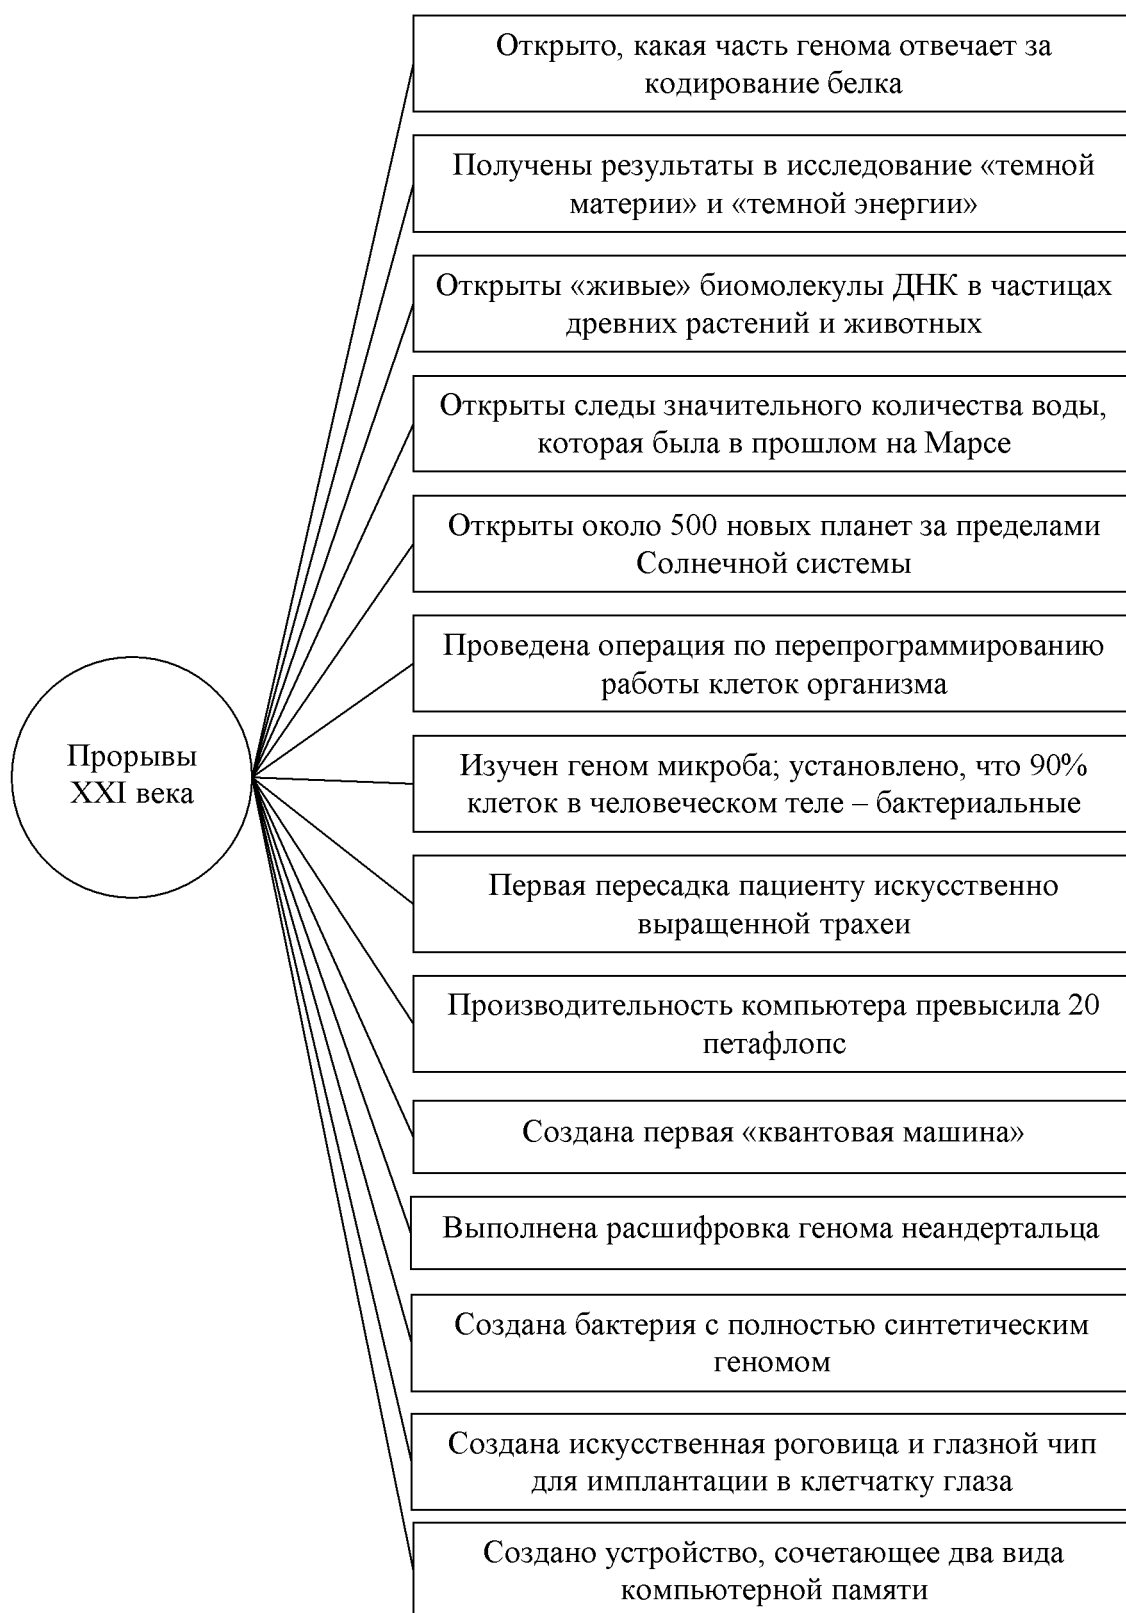 Открыто, какая часть генома отвечает за
кодирование белка
Получены результаты в исследование «темной
материи» и «темной энергии»
Открыты «живые» биомолекулы ДНК в частицах
древних растений и животных
Открыты следы значительного количества воды,
которая была в прошлом на Марсе
Открыты около 500 новых планет за пределами
Солнечной системы
Проведена операция по перепрограммированию
работы клеток организма
Прорывы
XXI века
Изучен геном микроба; установлено, что 90%
клеток в человеческом теле – бактериальные
Первая пересадка пациенту искусственно
выращенной трахеи
Производительность компьютера превысила 20
петафлопс
Создана первая «квантовая машина»
Выполнена расшифровка генома неандертальца
Создана бактерия с полностью синтетическим
геномом
Создана искусственная роговица и глазной чип
для имплантации в клетчатку глаза
Создано устройство, сочетающее два вида
компьютерной памяти